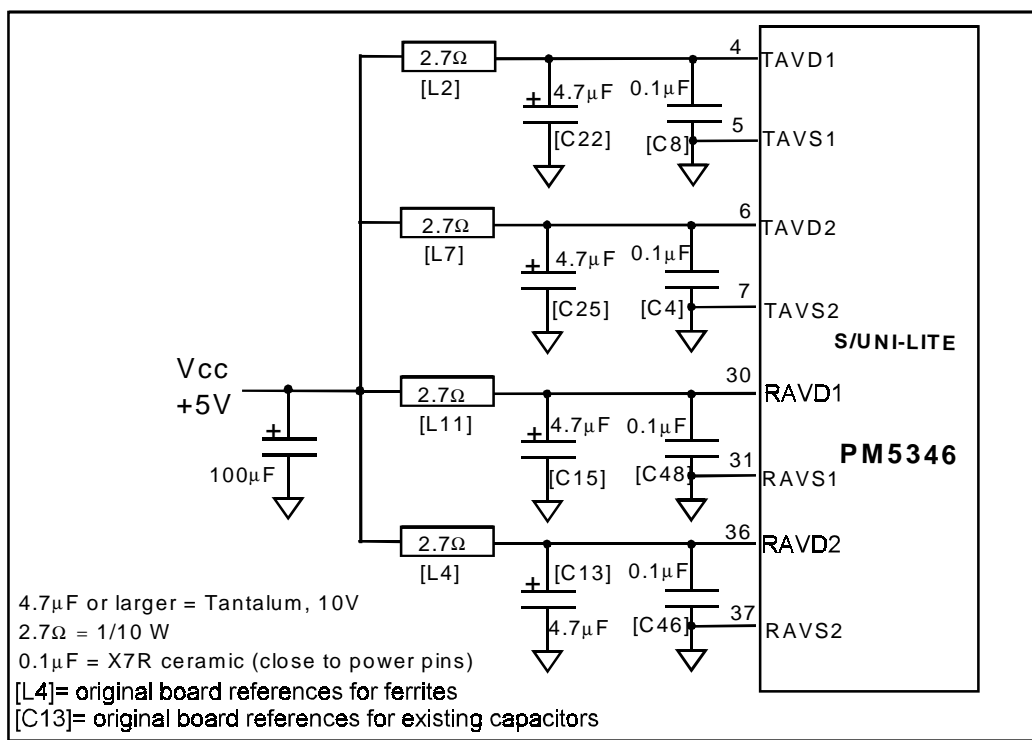 2.7Ω
[L2]
4.7µF
0.1µF
+
[C22]
[C8]
4
TAVD1
5
TAVS1
2.7Ω
[L7]
4.7µF
0.1µF
+
[C25]
[C4]
6
TAVD2
7
TAVS2
S/UNI-LITE
Vcc
+5V
+
100µF
2.7Ω
[L11]
4.7µF
0.1µF
+
[C15]
[C48]
30
RAVD1
31
RAVS1
PM5346
2.7Ω
[L4]
[C13]
0.1µF
+
4.7µF
[C46]
36
RAVD2
37
RAVS2
4.7µF or larger = Tantalum, 10V
2.7Ω = 1/10 W
0.1µF = X7R ceramic (close to power pins)
[L4]= original board references for ferrites
[C13]= original board references for existing capacitors